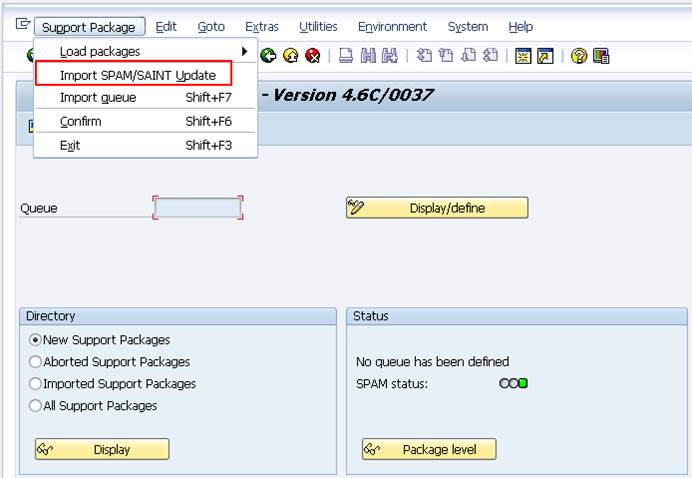 Support Package Edit Goto Extras Utilities Environment System Help
Load packages
Import SPAM/SAINT Update
- Version 4.6C/0037
Import queue Shift+F7
Confirm Shift+F6
Exit Shift+F3
Queue
Display/define
Directory
New Support Packages
Aborted Support Packages
Imported Support Packages
All Support Packages
Display
Status
No queue has been defined
SPAM status:
Package level